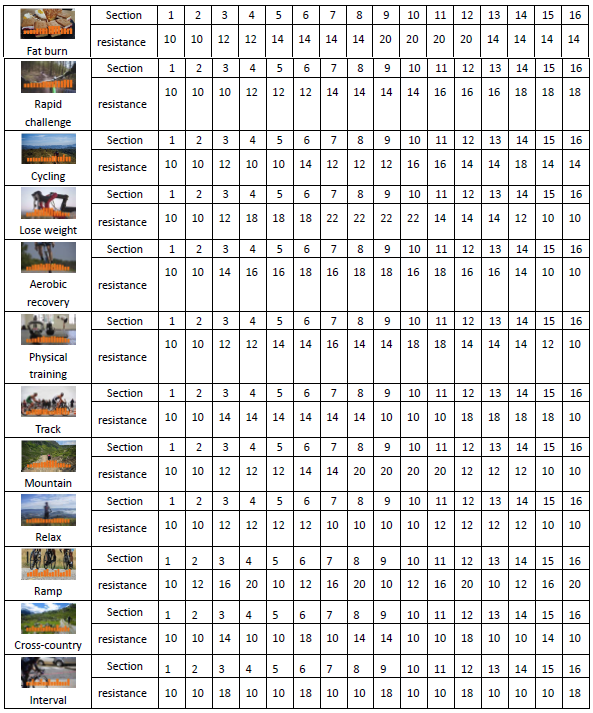 Section 1 2 3 4 5 6 7 8 9 10 11 12 13 14 15 16
Fat burn resistance 10 10 12 12 14 14 14 14 20 20 20 20 14 14 14 14
Section 1 2 3 4 5 6 7 8 9 10 11 12 13 14 15 16
Rapid
challenge resistance 10 10 10 12 12 12 14 14 14 14 16 16 16 18 18 18
Section 1 2 3 4 5 6 7 8 9 10 11 12 13 14 15 16
Cycling resistance 10 10 12 10 10 14 12 12 12 16 16 14 14 18 14 14
Section 1 2 3 4 5 6 7 8 9 10 11 12 13 14 15 16
Lose weight resistance 10 10 12 18 18 18 22 22 22 22 14 14 14 12 10 10
Section 1 2 3 4 5 6 7 8 9 10 11 12 13 14 15 16
Aerobic
recovery resistance 10 10 14 16 16 18 16 18 18 16 18 16 16 14 10 10
Section 1 2 3 4 5 6 7 8 9 10 11 12 13 14 15 16
Physical
training resistance 10 10 12 12 14 14 16 14 14 18 18 14 14 14 12 10
Section 1 2 3 4 5 6 7 8 9 10 11 12 13 14 15 16
Track resistance 10 10 14 14 14 14 14 14 10 10 10 18 18 18 18 10
Section 1 2 3 4 5 6 7 8 9 10 11 12 13 14 15 16
Mountain resistance 10 10 12 12 12 14 14 20 20 20 20 12 12 12 10 10
Section 1 2 3 4 5 6 7 8 9 10 11 12 13 14 15 16
Relax resistance 10 10 12 12 12 12 10 10 10 10 12 12 12 12 10 10
Section 1 2 3 4 5 6 7 8 9 10 11 12 13 14 15 16
Ramp resistance 10 12 16 20 10 12 16 20 10 12 16 20 10 12 16 20
Section 1 2 3 4 5 6 7 8 9 10 11 12 13 14 15 16
Cross-country resistance 10 10 14 10 10 18 10 14 14 10 10 18 10 10 14 10
Section 1 2 3 4 5 6 7 8 9 10 11 12 13 14 15 16
Interval resistance 10 10 18 10 10 18 10 10 18 10 10 18 10 10 10 18